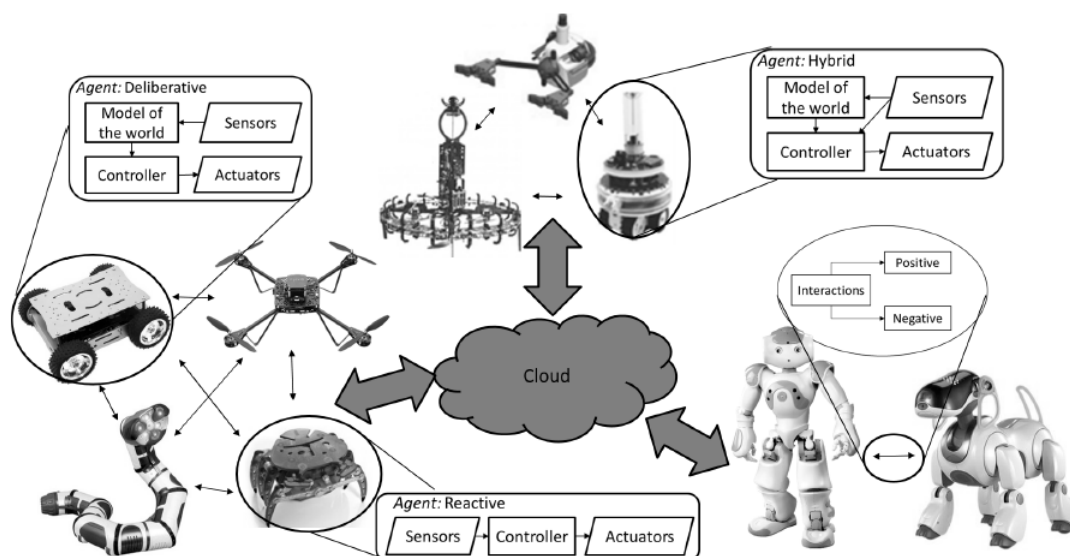 Agent: Deliberative
Model of
the world
Sensors
Controller
Actuators
Agent: Hybrid
Model of
the world
Sensors
Controller
Actuators
Interactions
Positive
Negative
Cloud
Agent: Reactive
Sensors
Controller
Actuators